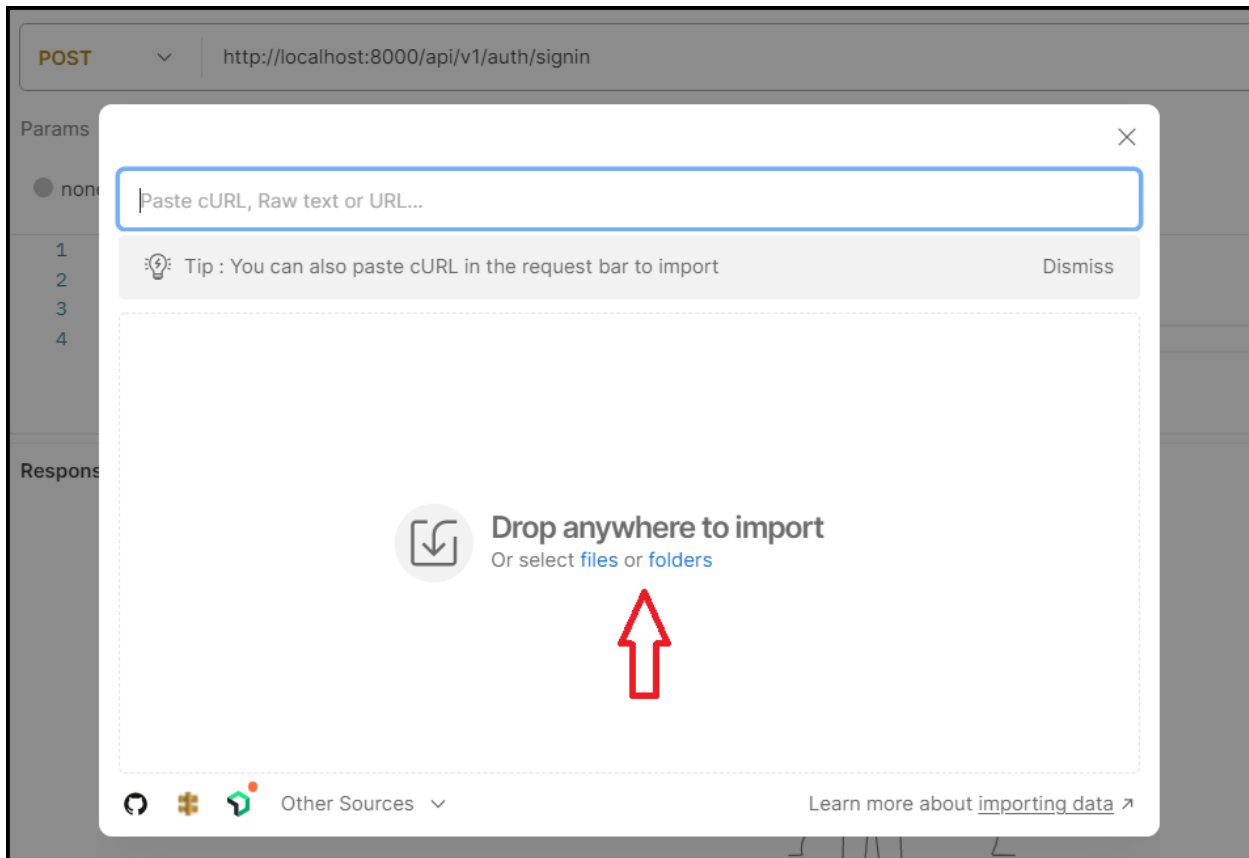 POST http://localhost:8000/api/v1/auth/signin
Params
Paste cURL, Raw text or URL...
none
Tip : You can also paste cURL in the request bar to import Dismiss
1
2
3
4
Respons
Drop anywhere to import
Or select files or folders
Other Sources Learn more about importing data ↗